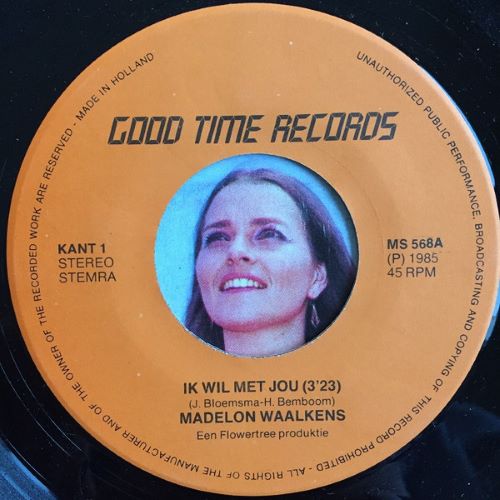 GOOD TIME RECORDS
KANT 1
STEREO
STEMRA
MS 568A
(P) 1985
45 RPM
IK WIL MET JOU (3'23)
(J. Bloemsma-H. Bemboom)
MADELON WAALKENS
Een Flowertree produktie
UNAUTHORIZED PUBLIC PERFORMANCE, BROADCASTING AND COPYING OF THIS RECORD PROHIBITED - ALL RIGHTS OF THE MANUFACTURER AND OF THE OWNER OF THE RECORDED WORK ARE RESERVED - MADE IN HOLLAND